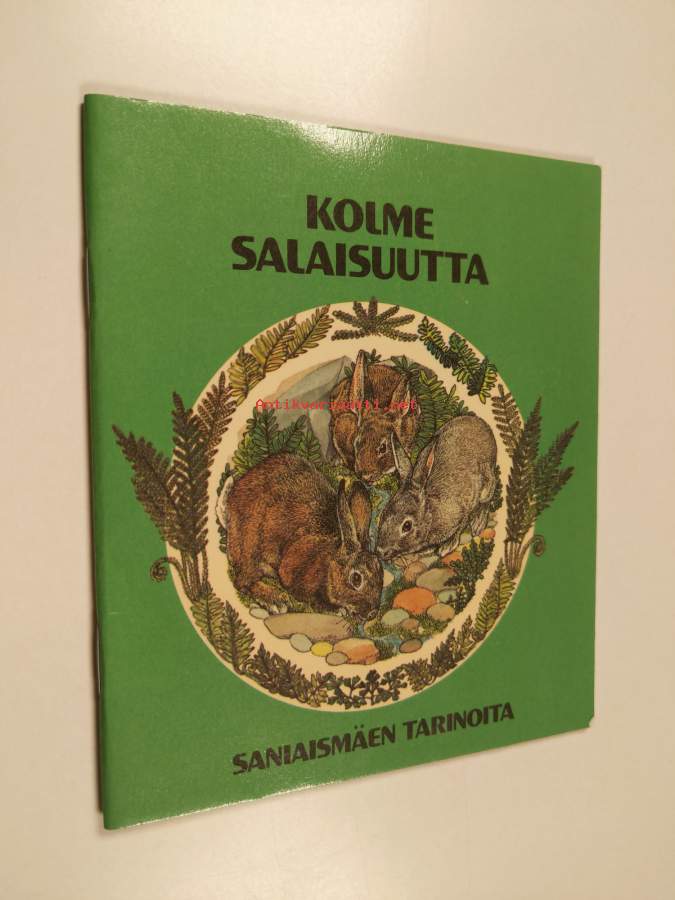 KOLME
SALAISUUTTA
Antikvariaatti.net
SANIAISMÄEN TARINOITA